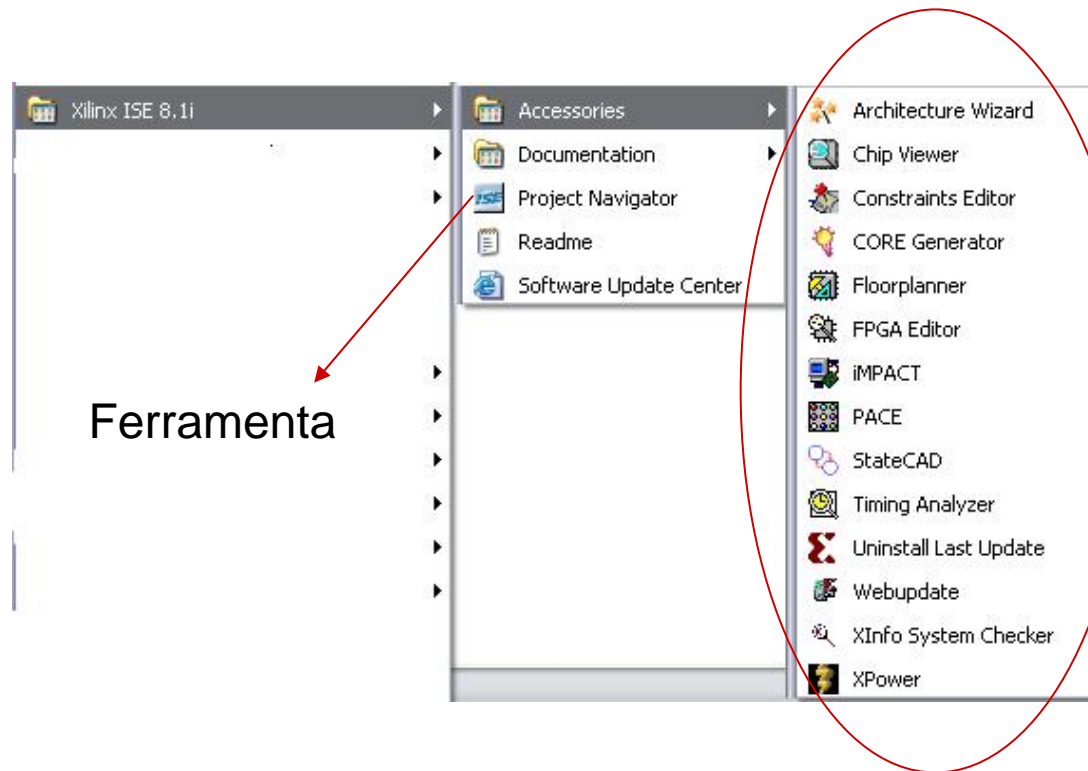 Xilinx ISE 8.1i
Accessories
Documentation
Project Navigator
Readme
Software Update Center
Architecture Wizard
Chip Viewer
Constraints Editor
CORE Generator
Floorplanner
FPGA Editor
iMPACT
PACE
StateCAD
Timing Analyzer
Uninstall Last Update
Webupdate
XInfo System Checker
XPower
Ferramenta